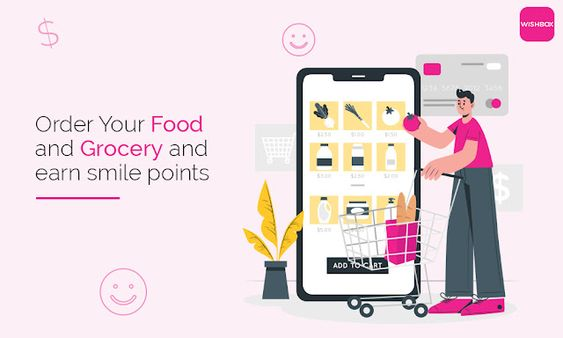 WISHBOX
Order Your Food
and Grocery and
earn smile points
ADD TO CART